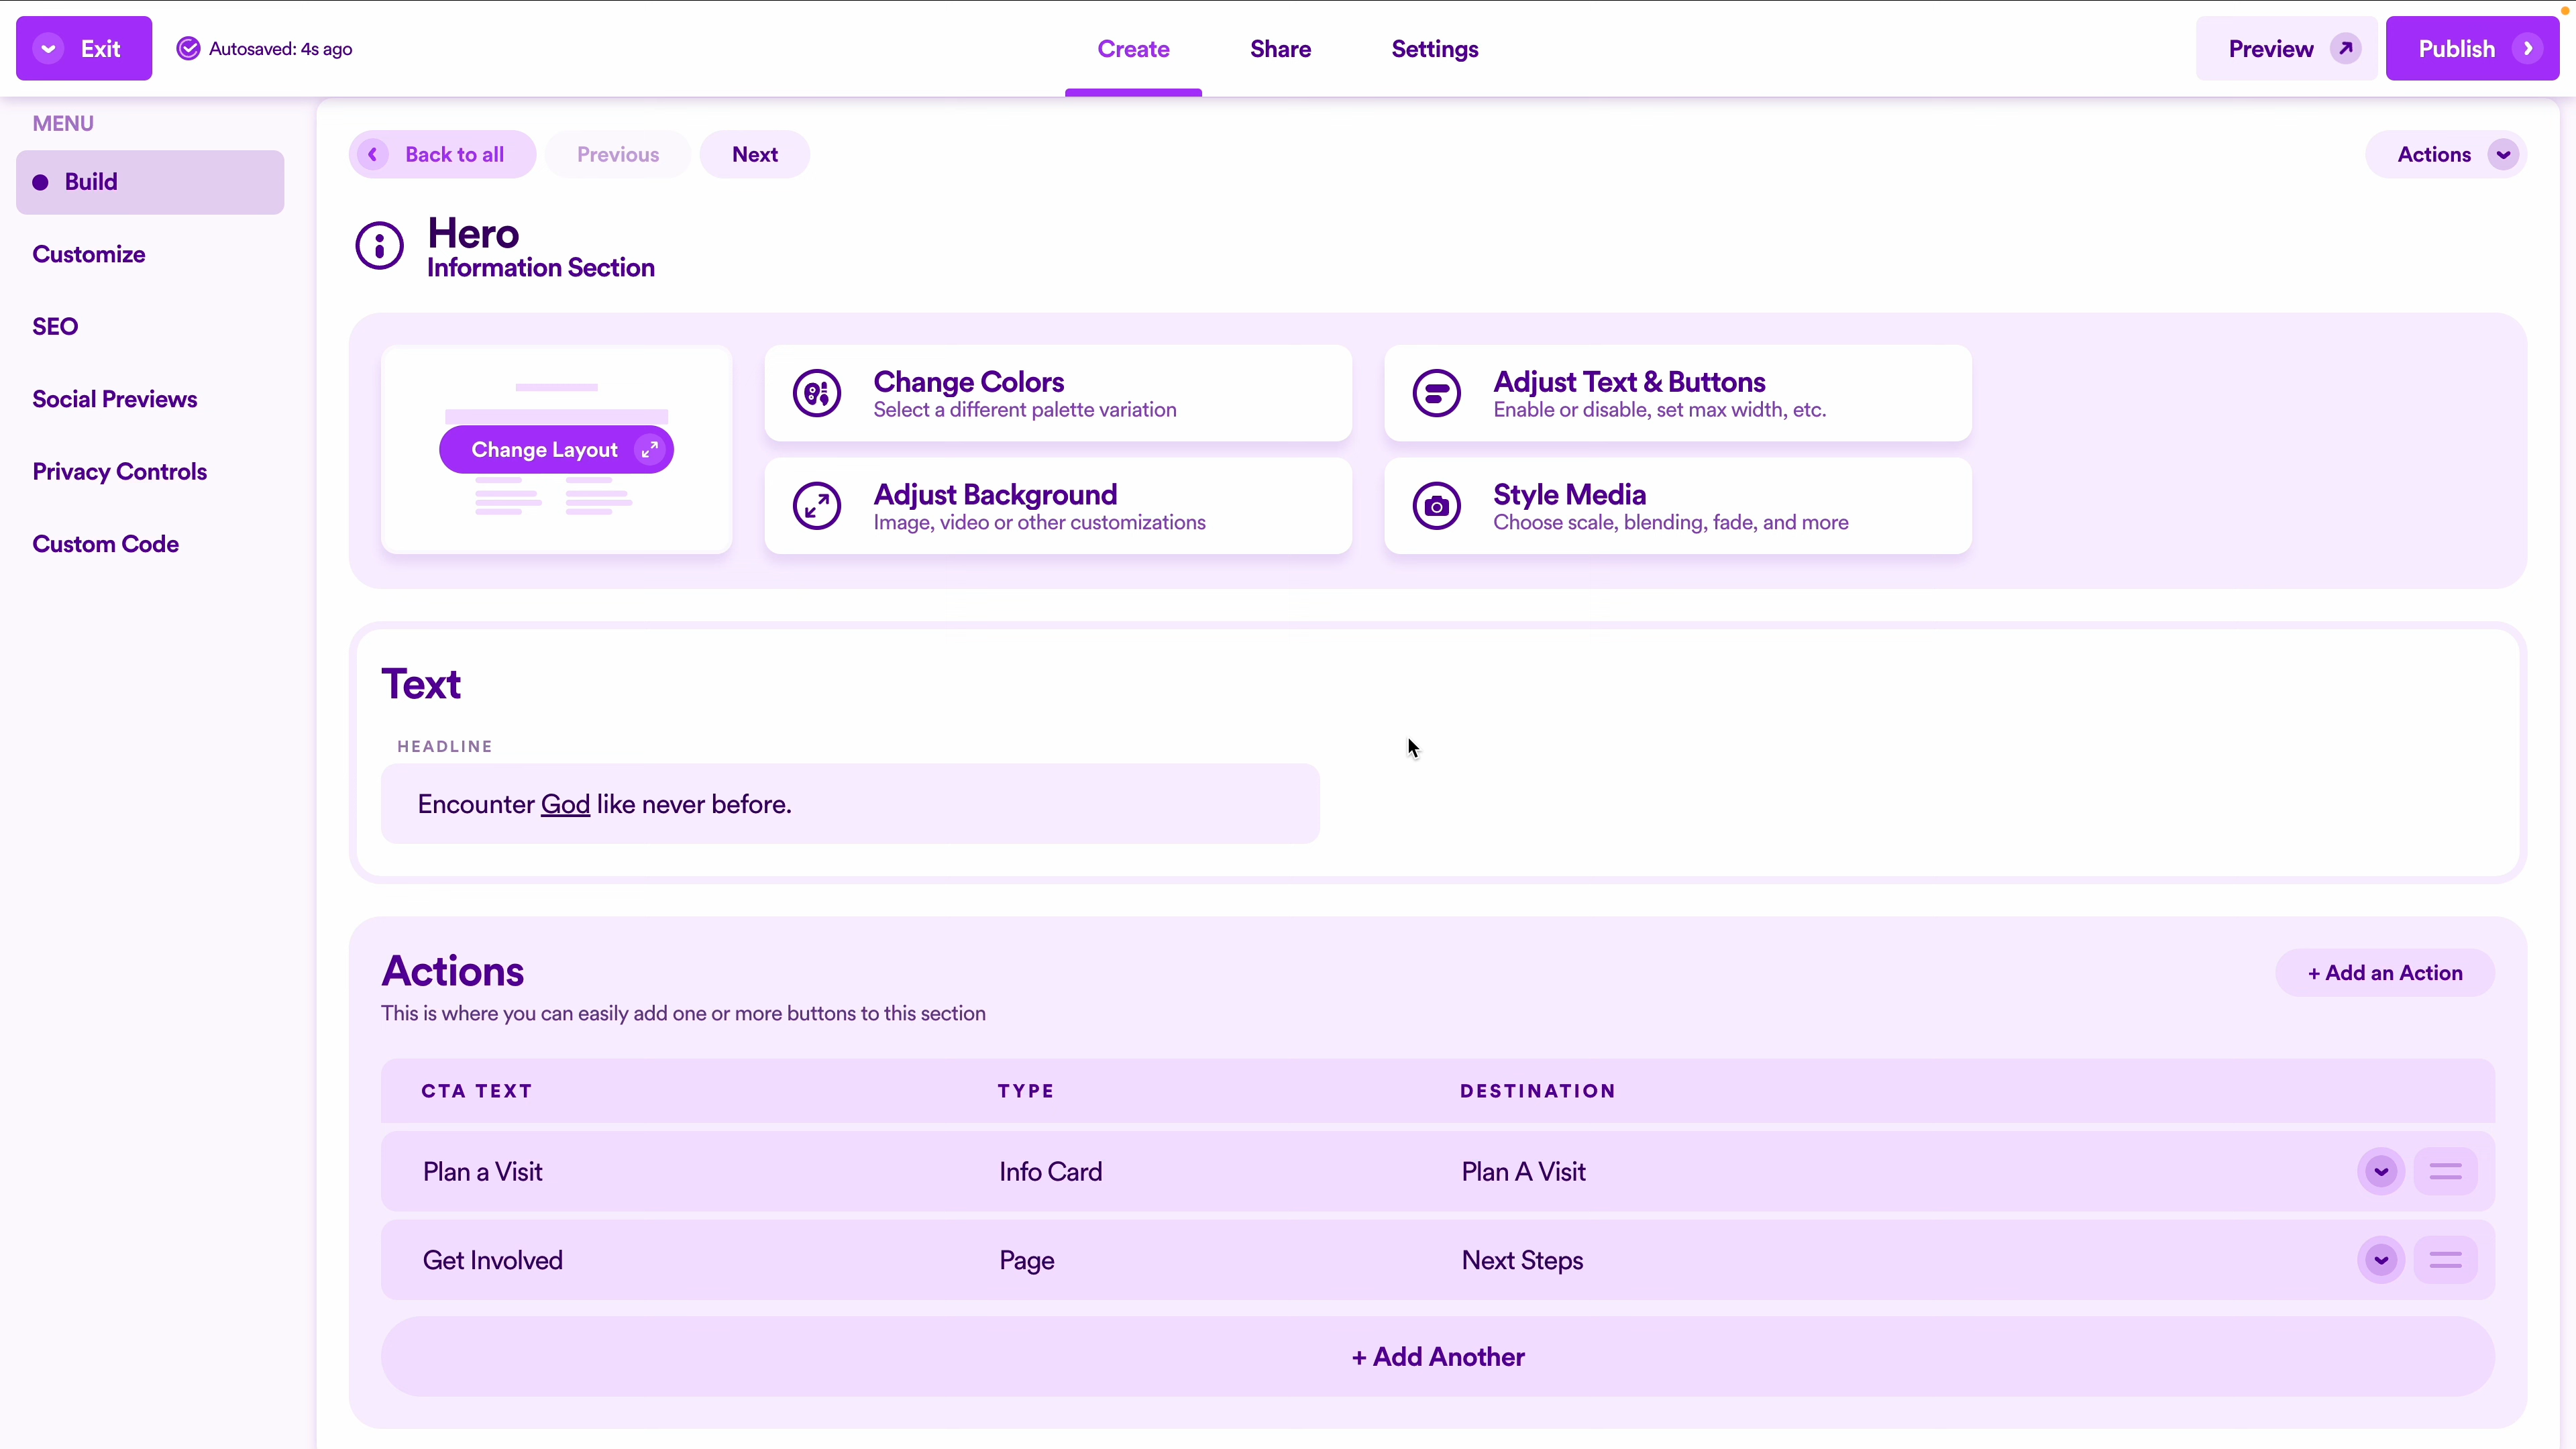 Exit
Autosaved: 4s ago
Create
Share
Settings
Preview
Publish
MENU
Build
Customize
SEO
Social Previews
Privacy Controls
Custom Code
Back to all
Previous
Next
Actions
Hero
Information Section
Change Layout
Change Colors
Select a different palette variation
Adjust Text & Buttons
Enable or disable, set max width, etc.
Adjust Background
Image, video or other customizations
Style Media
Choose scale, blending, fade, and more
Text
HEADLINE
Encounter God like never before.
Actions
This is where you can easily add one or more buttons to this section
+ Add an Action
CTA TEXT
TYPE
DESTINATION
Plan a Visit
Info Card
Plan A Visit
Get Involved
Page
Next Steps
+ Add Another